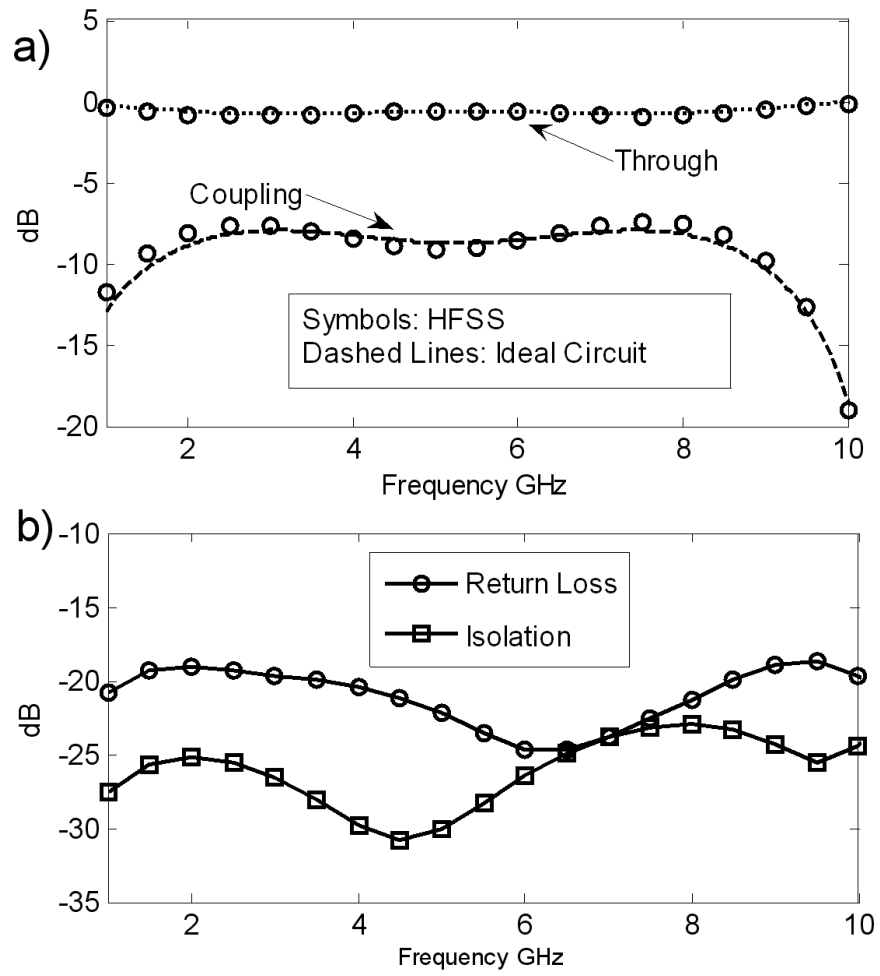 a)
5
0
-5
-10
-15
-20
dB
Through
Coupling
Symbols: HFSS
Dashed Lines: Ideal Circuit
2 4 6 8 10
Frequency GHz
b)
-10
-15
-20
-25
-30
-35
dB
Return Loss
Isolation
2 4 6 8 10
Frequency GHz